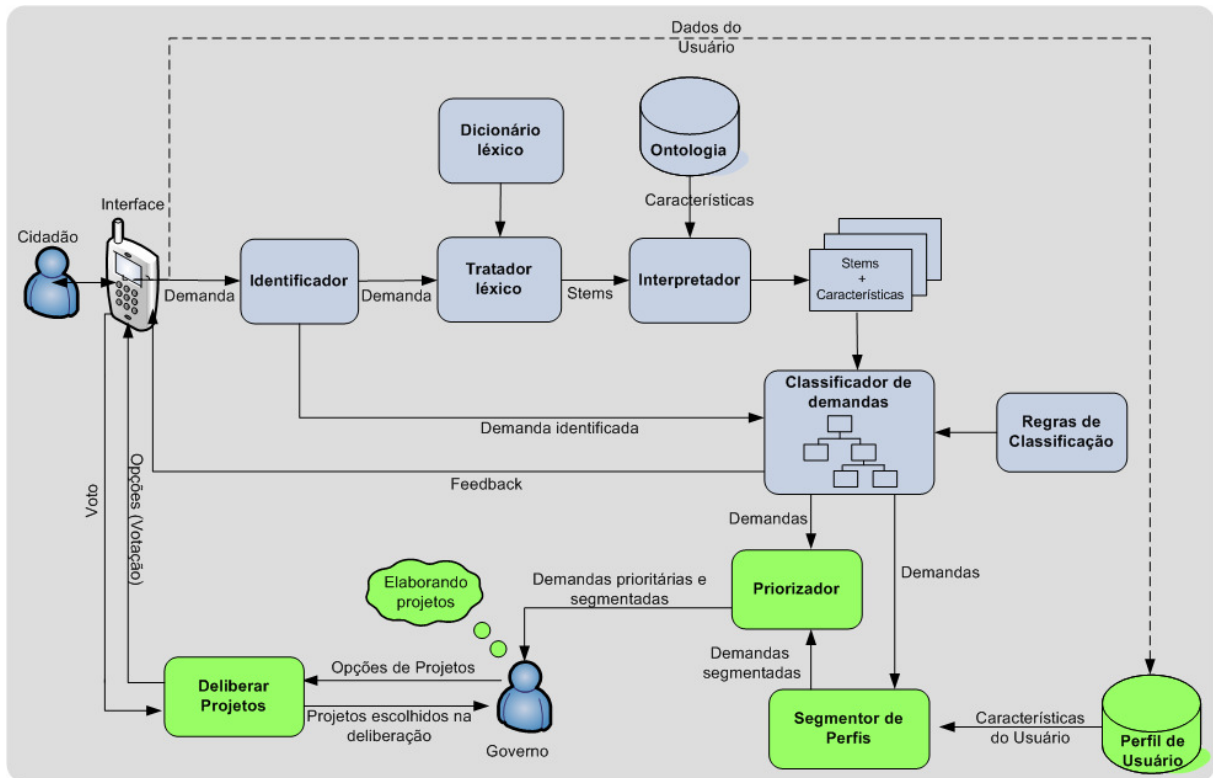 Dados do
Usuário
Dicionário
léxico
Ontologia
Interface
Características
Cidadão
Identificador
Tratador
léxico
Interpretador
Stems
+
Características
Demanda
Demanda
Stems
Classificador de
demandas
Regras de
Classificação
Demanda identificada
Feedback
Voto
Opções (Votação)
Demandas
Demandas
Elaborando
projetos
Demandas prioritárias e
segmentadas
Priorizador
Opções de Projetos
Demandas
segmentadas
Deliberar
Projetos
Projetos escolhidos na
deliberação
Governo
Segmentor de
Perfis
Características
do Usuário
Perfil de
Usuário